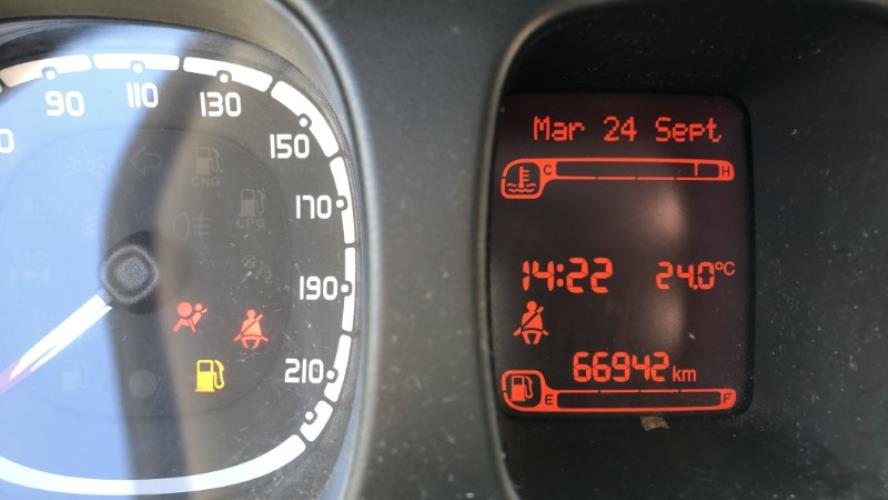 90
110
130
150
170
190
210
CNG
LPG
Mar 24 Sept
C H
14:22 24.0°C
66942 km
E F